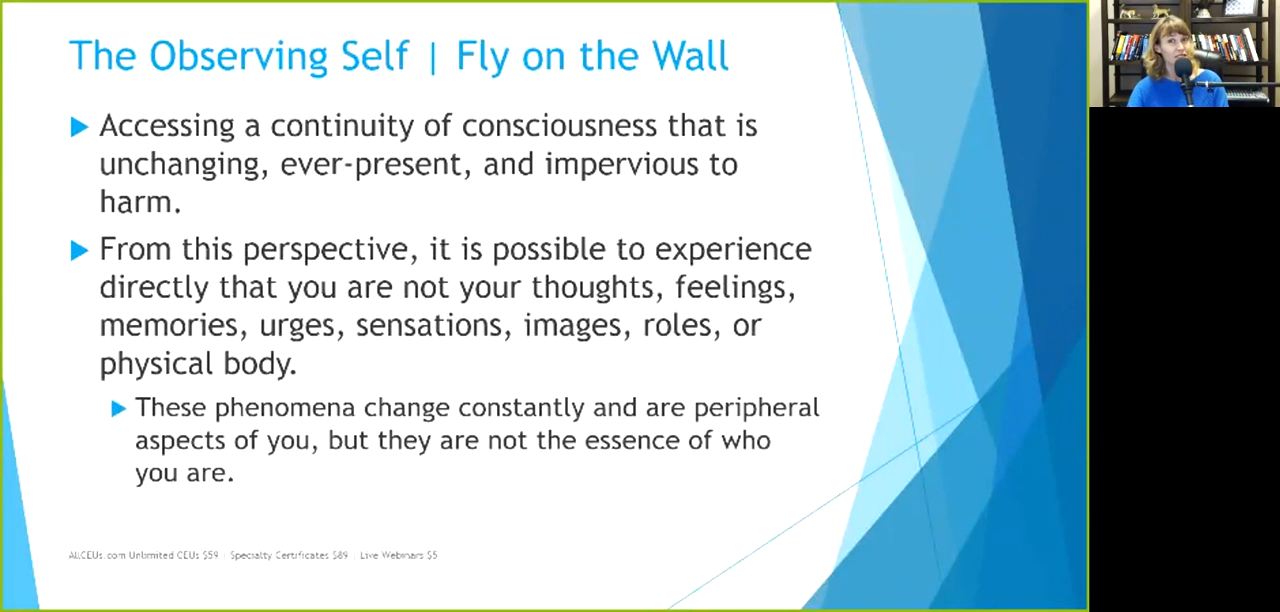 The Observing Self | Fly on the Wall
Accessing a continuity of consciousness that is
unchanging, ever-present, and impervious to
harm.
From this perspective, it is possible to experience
directly that you are not your thoughts, feelings,
memories, urges, sensations, images, roles, or
physical body.
These phenomena change constantly and are peripheral
aspects of you, but they are not the essence of who
you are.
AllCEUs.com Unlimited CEUs $59 | Specialty Certificates $89 | Live Webinars $5